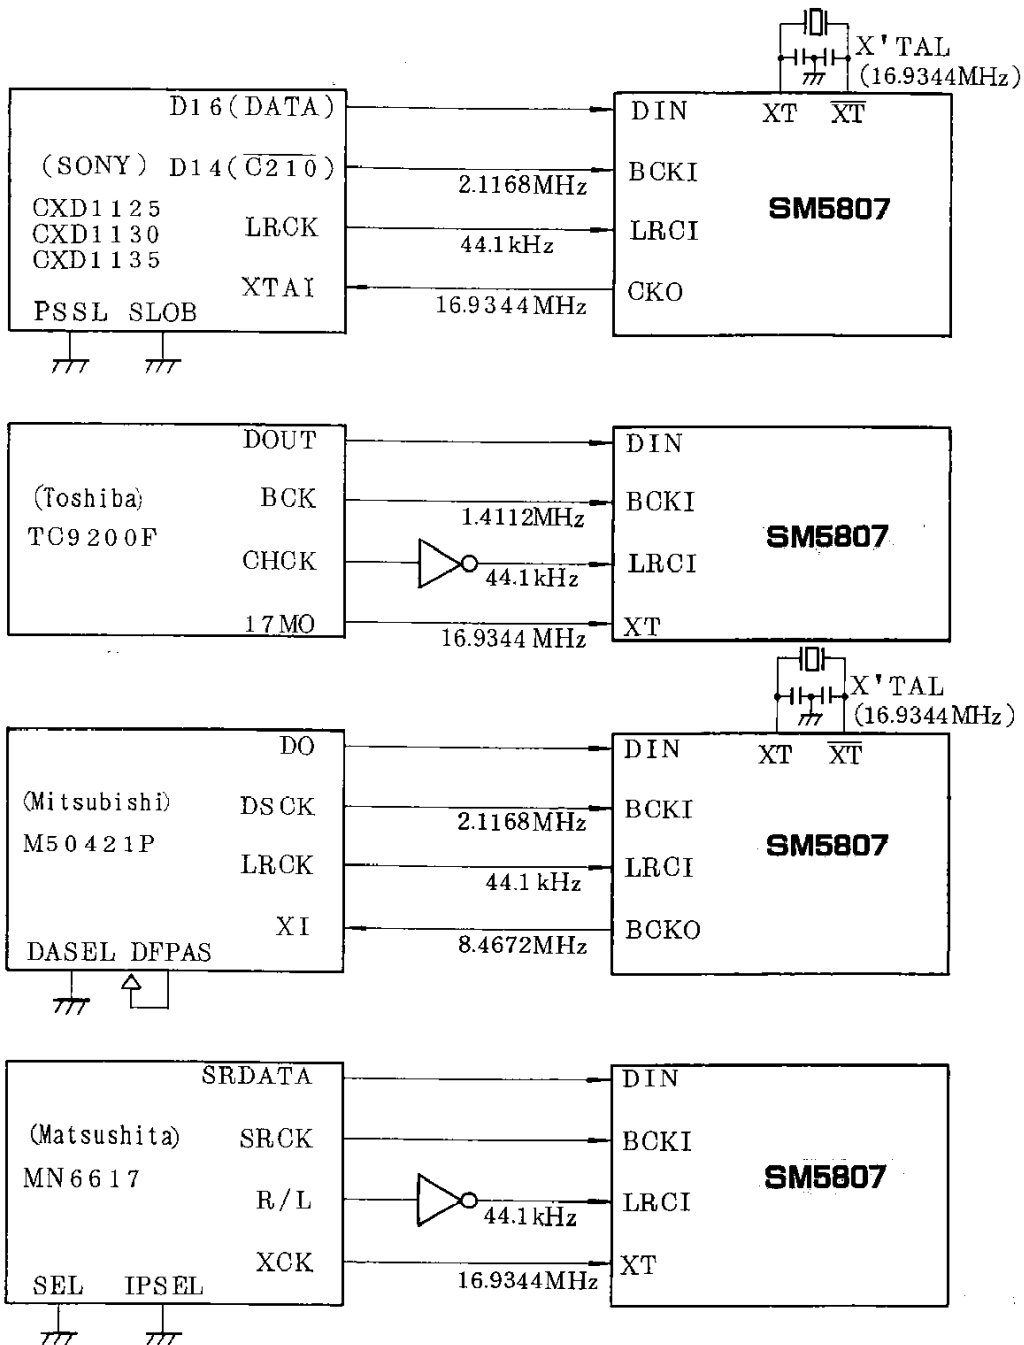 X'TAL
(16.9344MHz)
D16(DATA)
DIN
XT
XT
(SONY)
D14(C210)
BCKI
2.1168MHz
SM5807
CXD1125
CXD1130
CXD1135
LRCK
LRCI
44.1kHz
XTAI
CKO
16.9344MHz
PSSL
SLOB
DOUT
DIN
(Toshiba)
TC9200F
BCK
BCKI
1.4112MHz
SM5807
CHCK
LRCI
44.1kHz
17MO
XT
16.9344 MHz
X'TAL
(16.9344MHz)
DO
DIN
XT
XT
(Mitsubishi)
M50421P
DSCK
BCKI
2.1168MHz
SM5807
LRCK
LRCI
44.1 kHz
XI
BCKO
8.4672MHz
DASEL
DFPAS
SRDATA
DIN
(Matsushita)
MN6617
SRCK
BCKI
SM5807
R/L
LRCI
44.1kHz
XCK
XT
16.9344MHz
SEL
IPSEL